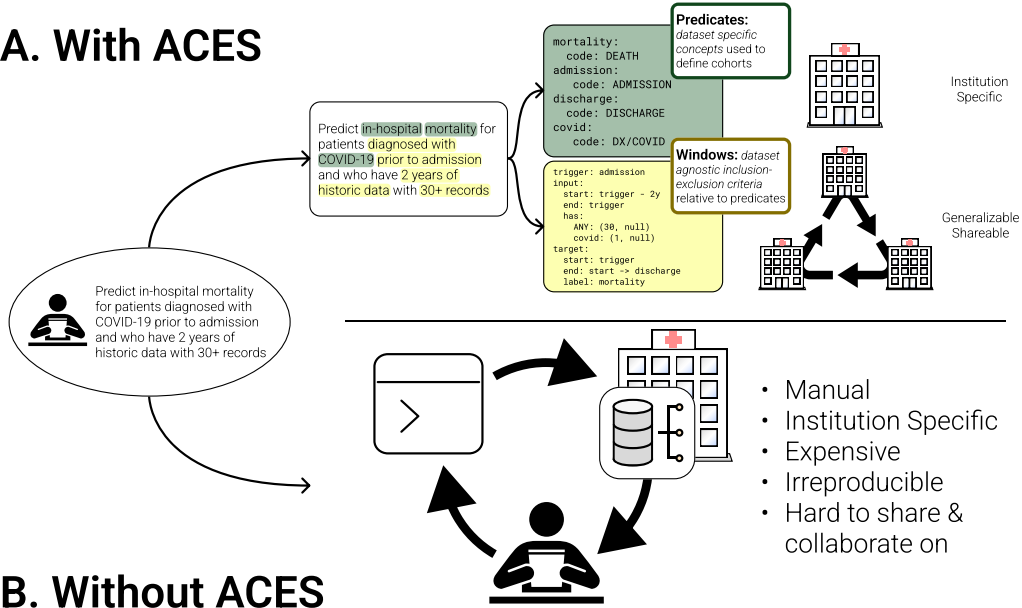 A. With ACES
Predict in-hospital mortality
for patients diagnosed with
COVID-19 prior to admission
and who have 2 years of
historic data with 30+ records
Predict in-hospital mortality for
patients diagnosed with
COVID-19 prior to admission
and who have 2 years of
historic data with 30+ records
mortality:
code: DEATH
admission:
code: ADMISSION
discharge:
code: DISCHARGE
covid:
code: DX/COVID
Predicates:
dataset specific
concepts used to
define cohorts
Institution
Specific
trigger: admission
input:
start: trigger - 2y
end: trigger
has:
ANY: (30, null)
covid: (1, null)
target:
start: trigger
end: start -> discharge
label: mortality
Windows: dataset
agnostic inclusion-
exclusion criteria
relative to predicates
Generalizable
Shareable
• Manual
• Institution Specific
• Expensive
• Irreproducible
• Hard to share &
collaborate on
B. Without ACES